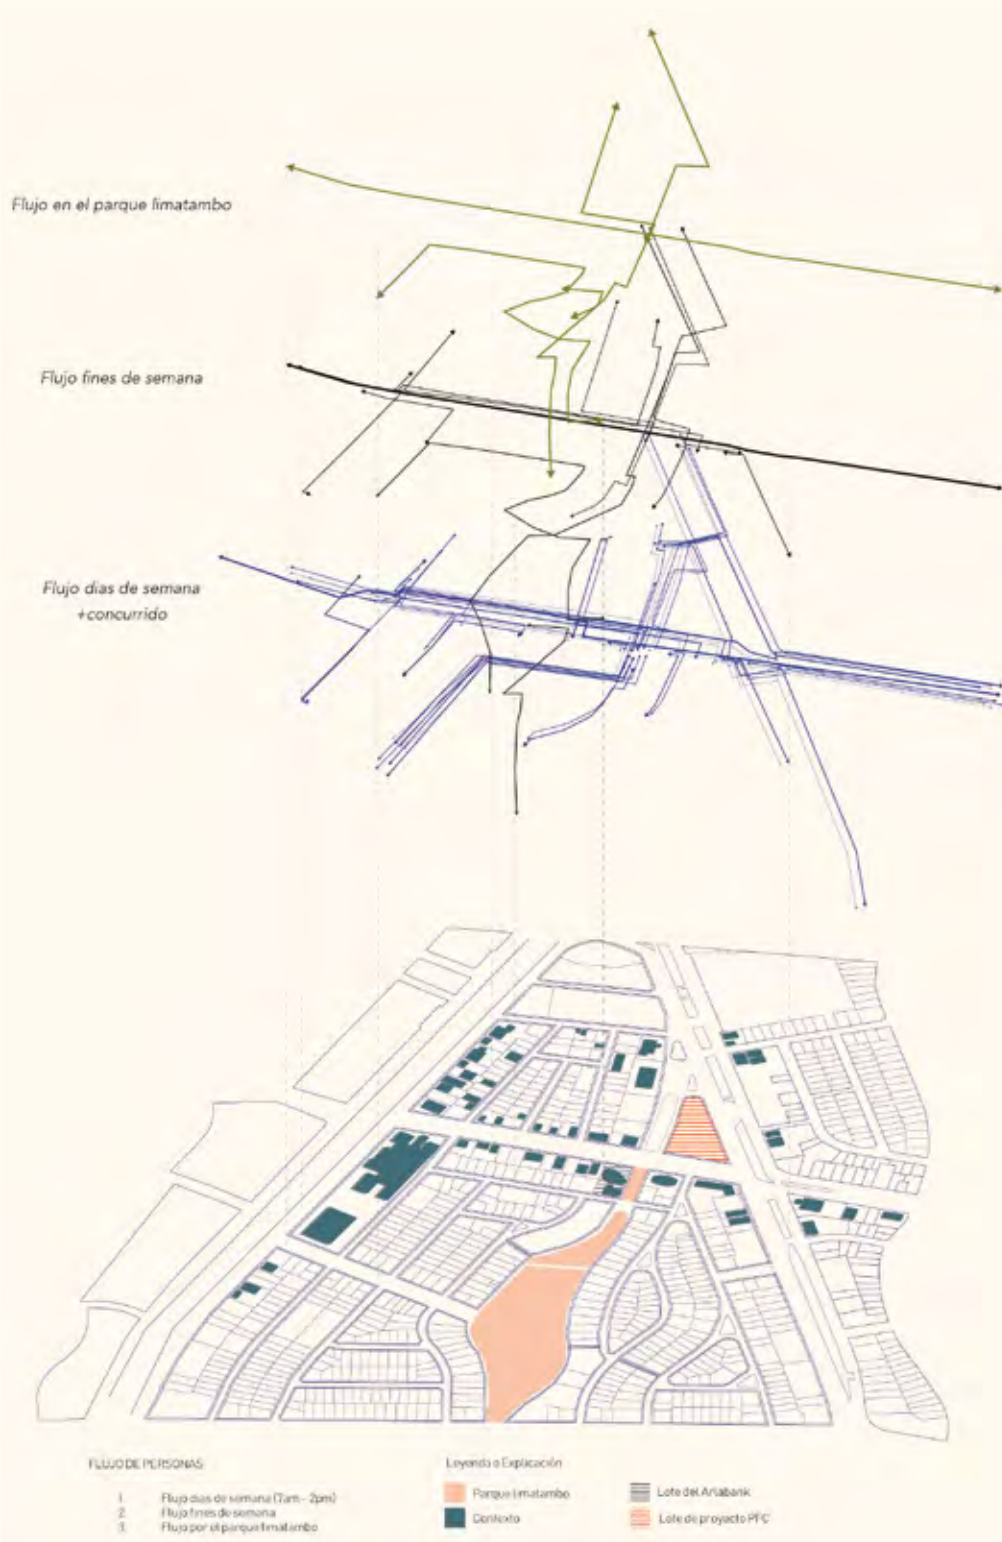 Flujo en el parque limatambo
Flujo fines de semana
Flujo dias de semana
+concurrido
FLUJO DE PERSONAS
1. Flujo dias de semana (7am - 2pm)
2. Flujo fines de semana
3. Flujo por el parque limatambo
Leyenda o Explicación
Parque limatambo
Contexto
Lote del
Lote de proyecto PFC